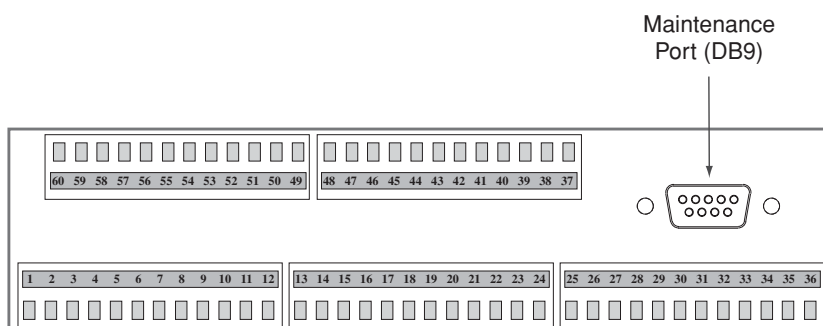 Maintenance
Port (DB9)
60 59 58 57 56 55 54 53 52 51 50 49 48 47 46 45 44 43 42 41 40 39 38 37
1 2 3 4 5 6 7 8 9 10 11 12 13 14 15 16 17 18 19 20 21 22 23 24 25 26 27 28 29 30 31 32 33 34 35 36